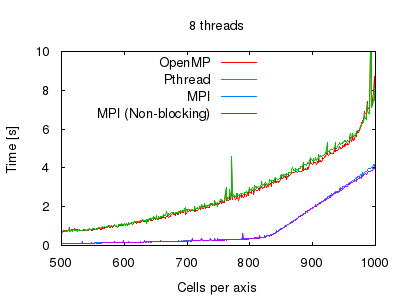 8 threads
OpenMP
Pthread
MPI
MPI (Non-blocking)
Time [s]
10
8
6
4
2
0
500 600 700 800 900 1000
Cells per axis